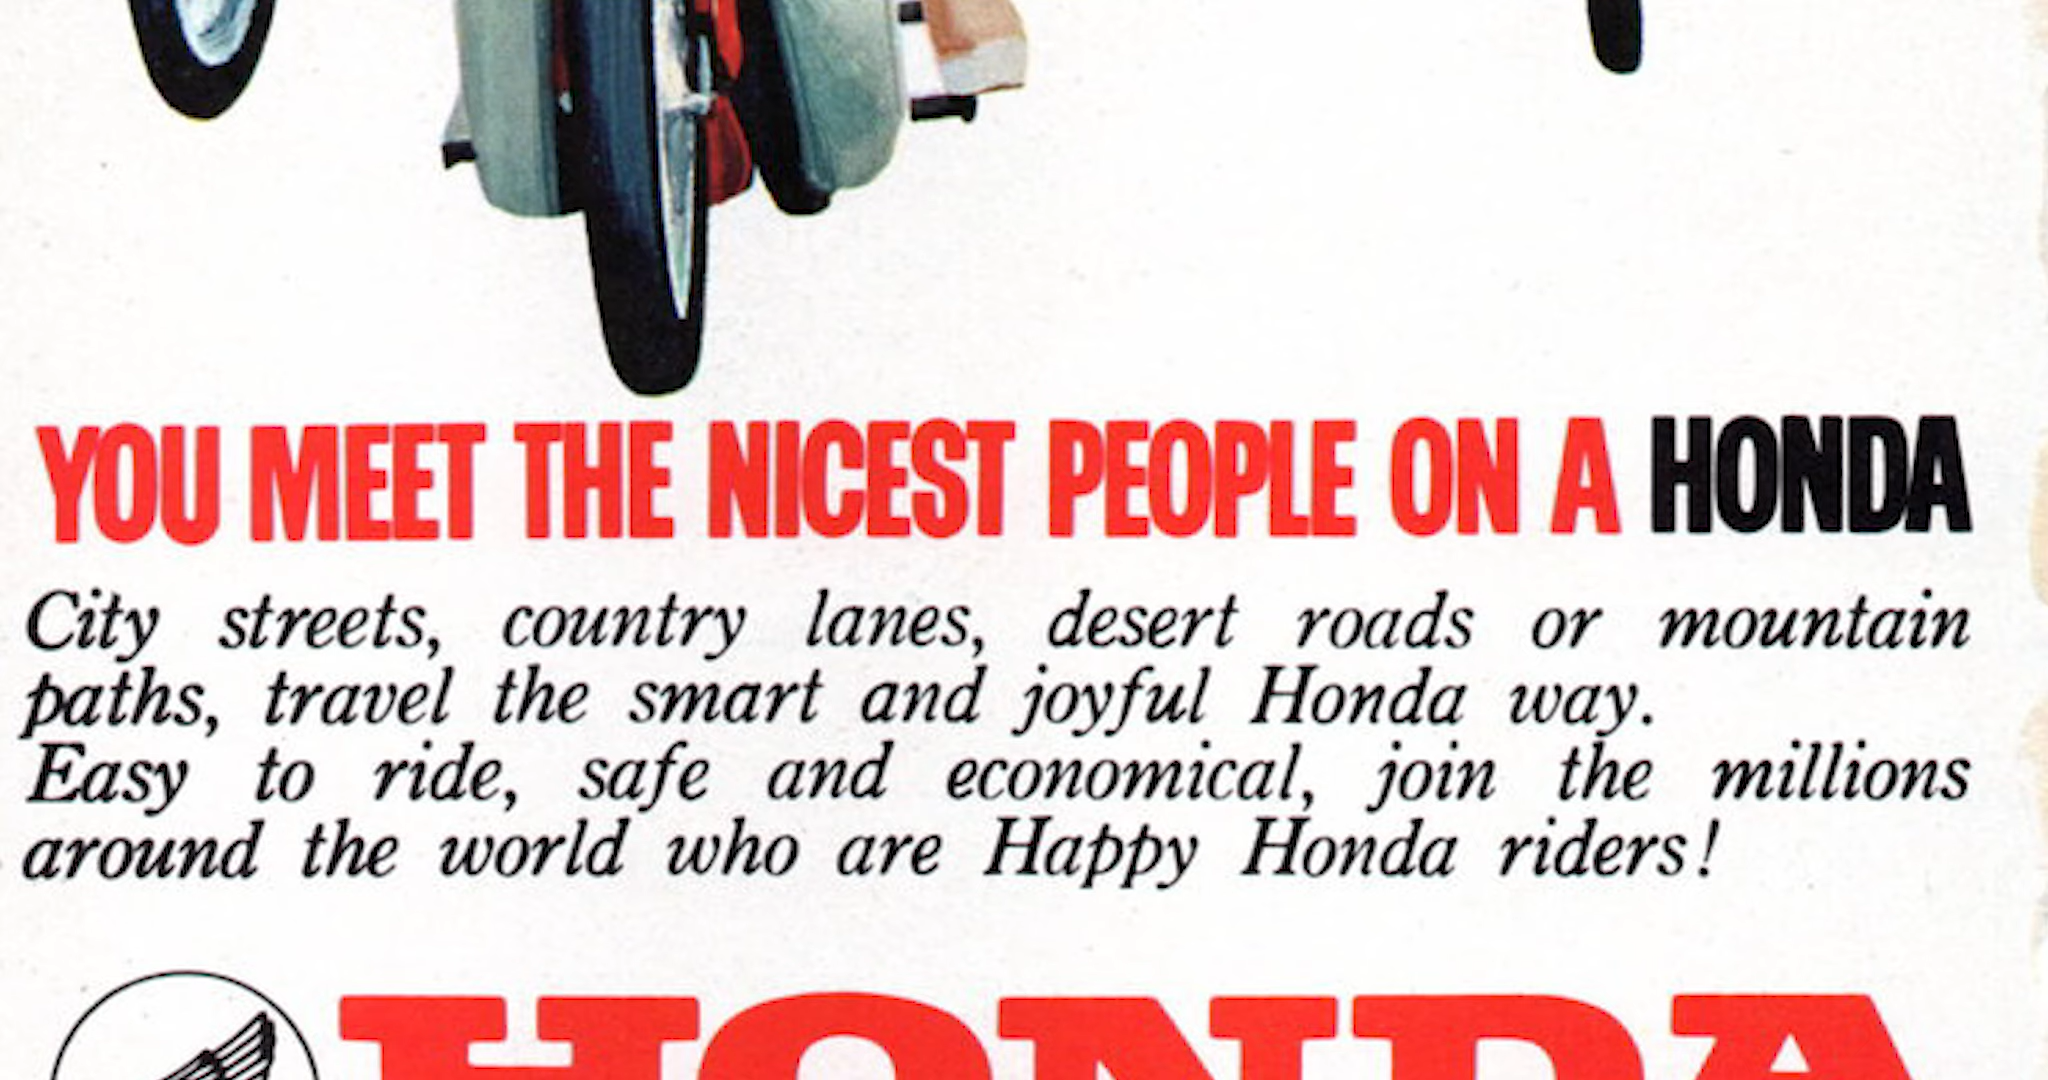 YOU MEET THE NICEST PEOPLE ON A HONDA
City streets, country lanes, desert roads or mountain
paths, travel the smart and joyful Honda way.
Easy to ride, safe and economical, join the millions
around the world who are Happy Honda riders!
HONDA